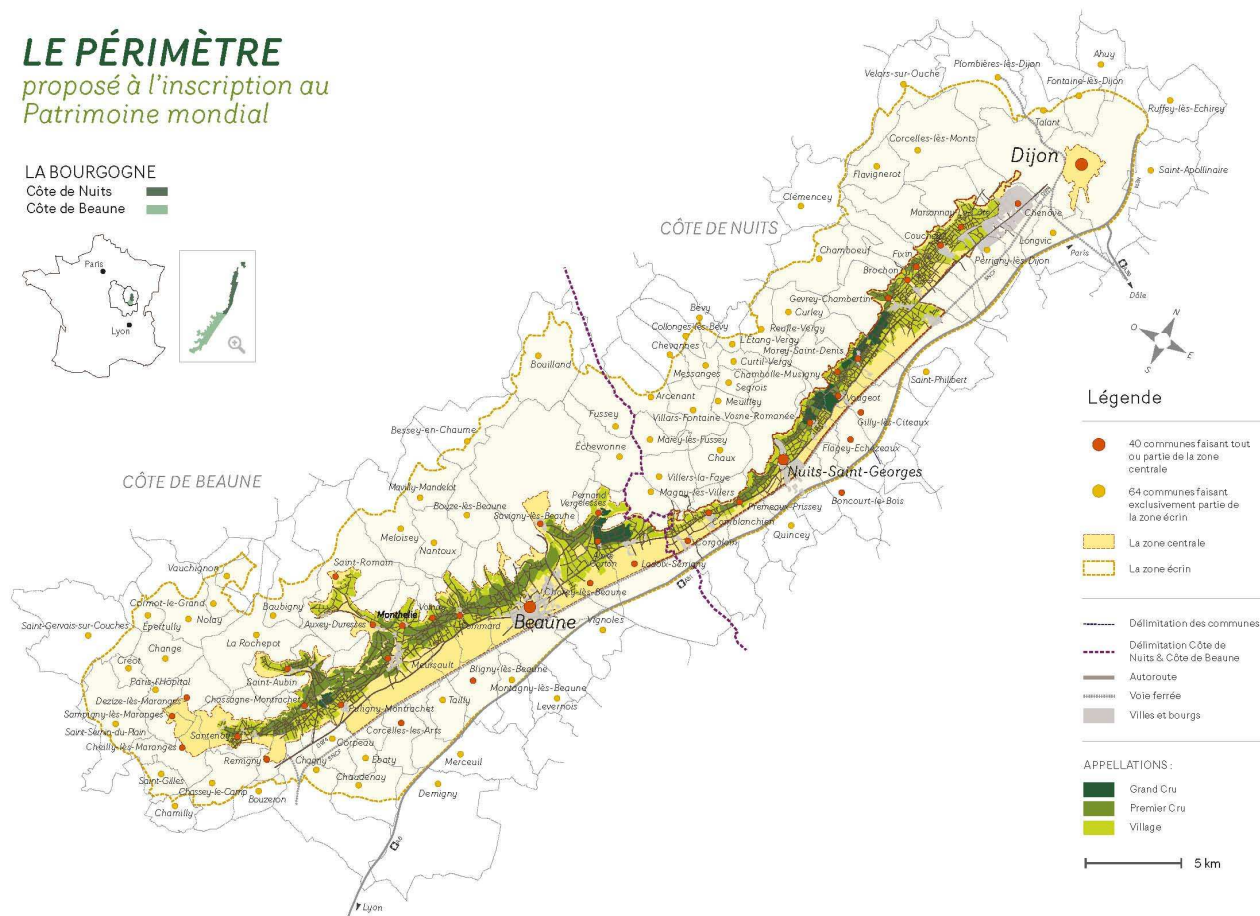 LE PÉRIMÈTRE
proposé à l'inscription au
Patrimoine mondial
LA BOURGOGNE
Côte de Nuits
Côte de Beaune
Paris
Lyon
CÔTE DE NUITS
CÔTE DE BEAUNE
Velars-sur-Ouche
Plombières-lès-Dijon
Ahuy
Fontaine-lès-Dijon
Ruffey-lès-Echirey
Talant
Corcelles-lès-Monts
Dijon
Saint-Apollinaire
Flavignerot
Clémencey
Marsannay-La-Côte
Chenôve
Couchey
Longvic
Chamboeuf
Fixin
Perrigny-lès-Dijon
Paris
Brochon
SNCF
Dôle
Gevrey-Chambertin
Bévy
Curley
Collonges-lès-Bévy
Reulle-Vergy
L'Étang-Vergy
Chevannes
Morey-Saint-Denis
Bouilland
Curtil-Vergy
Messanges
Chambolle-Musigny
Saint-Philibert
Segrois
Arcenant
Meuilley
Vougeot
Villars-Fontaine
Vosne-Romanée
Gilly-lès-Cîteaux
Fussey
Bessey-en-Chaume
Marey-lès-Fussey
Flagey-Echezeaux
Échevronne
Chaux
Villers-la-Faye
Nuits-Saint-Georges
Mavilly-Mandelot
Pernand
Vergelesses
Magny-lès-Villers
Boncourt-le-Bois
Bouze-lès-Beaune
Savigny-lès-Beaune
Premeaux-Prissey
Comblanchien
Quincey
Meloisey
Nantoux
Corgoloin
Aloxe
Corton
Ladoix-Serrigny
Saint-Romain
Vauchignon
Chorey-lès-Beaune
Cormot-le-Grand
Baubigny
Monthelie
Volnay
Nolay
Epertully
Auxey-Duresses
Pommard
Beaune
Saint-Gervais-sur-Couches
Vignoles
La Rochepot
Change
Meursault
Créot
Bligny-lès-Beaune
Saint-Aubin
Paris-l'Hôpital
Montagny-lès-Beaune
Chassagne-Montrachet
Dezize-lès-Maranges
Tailly
Levernois
Puligny-Montrachet
Sampigny-lès-Maranges
Saint-Sernin-du-Plain
Santenay
Corcelles-les-Arts
Cheilly-lès-Maranges
Corpeau
SNCF
Remigny
Ebaty
Merceuil
Chagny
Saint-Gilles
Chaudenay
Chassey-le-Camp
Demigny
Bouzeron
Chamilly
A6
Lyon
N
O
E
S
Légende
40 communes faisant tout
ou partie de la zone
centrale
64 communes faisant
exclusivement partie de
la zone écrin
La zone centrale
La zone écrin
Délimitation des communes
Délimitation Côte de
Nuits & Côte de Beaune
Autoroute
Voie ferrée
Villes et bourgs
APPELLATIONS :
Grand Cru
Premier Cru
Village
5 km